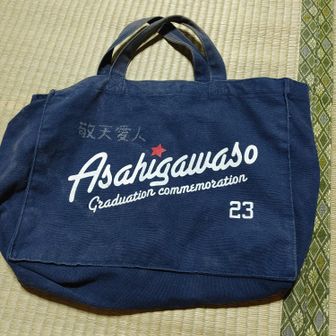 敬天愛人
Asahigawaso
Graduation commemoration
23